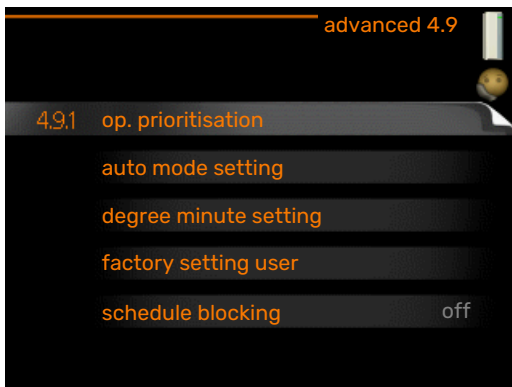 advanced 4.9
4.9.1 op. prioritisation
auto mode setting
degree minute setting
factory setting user
schedule blocking off